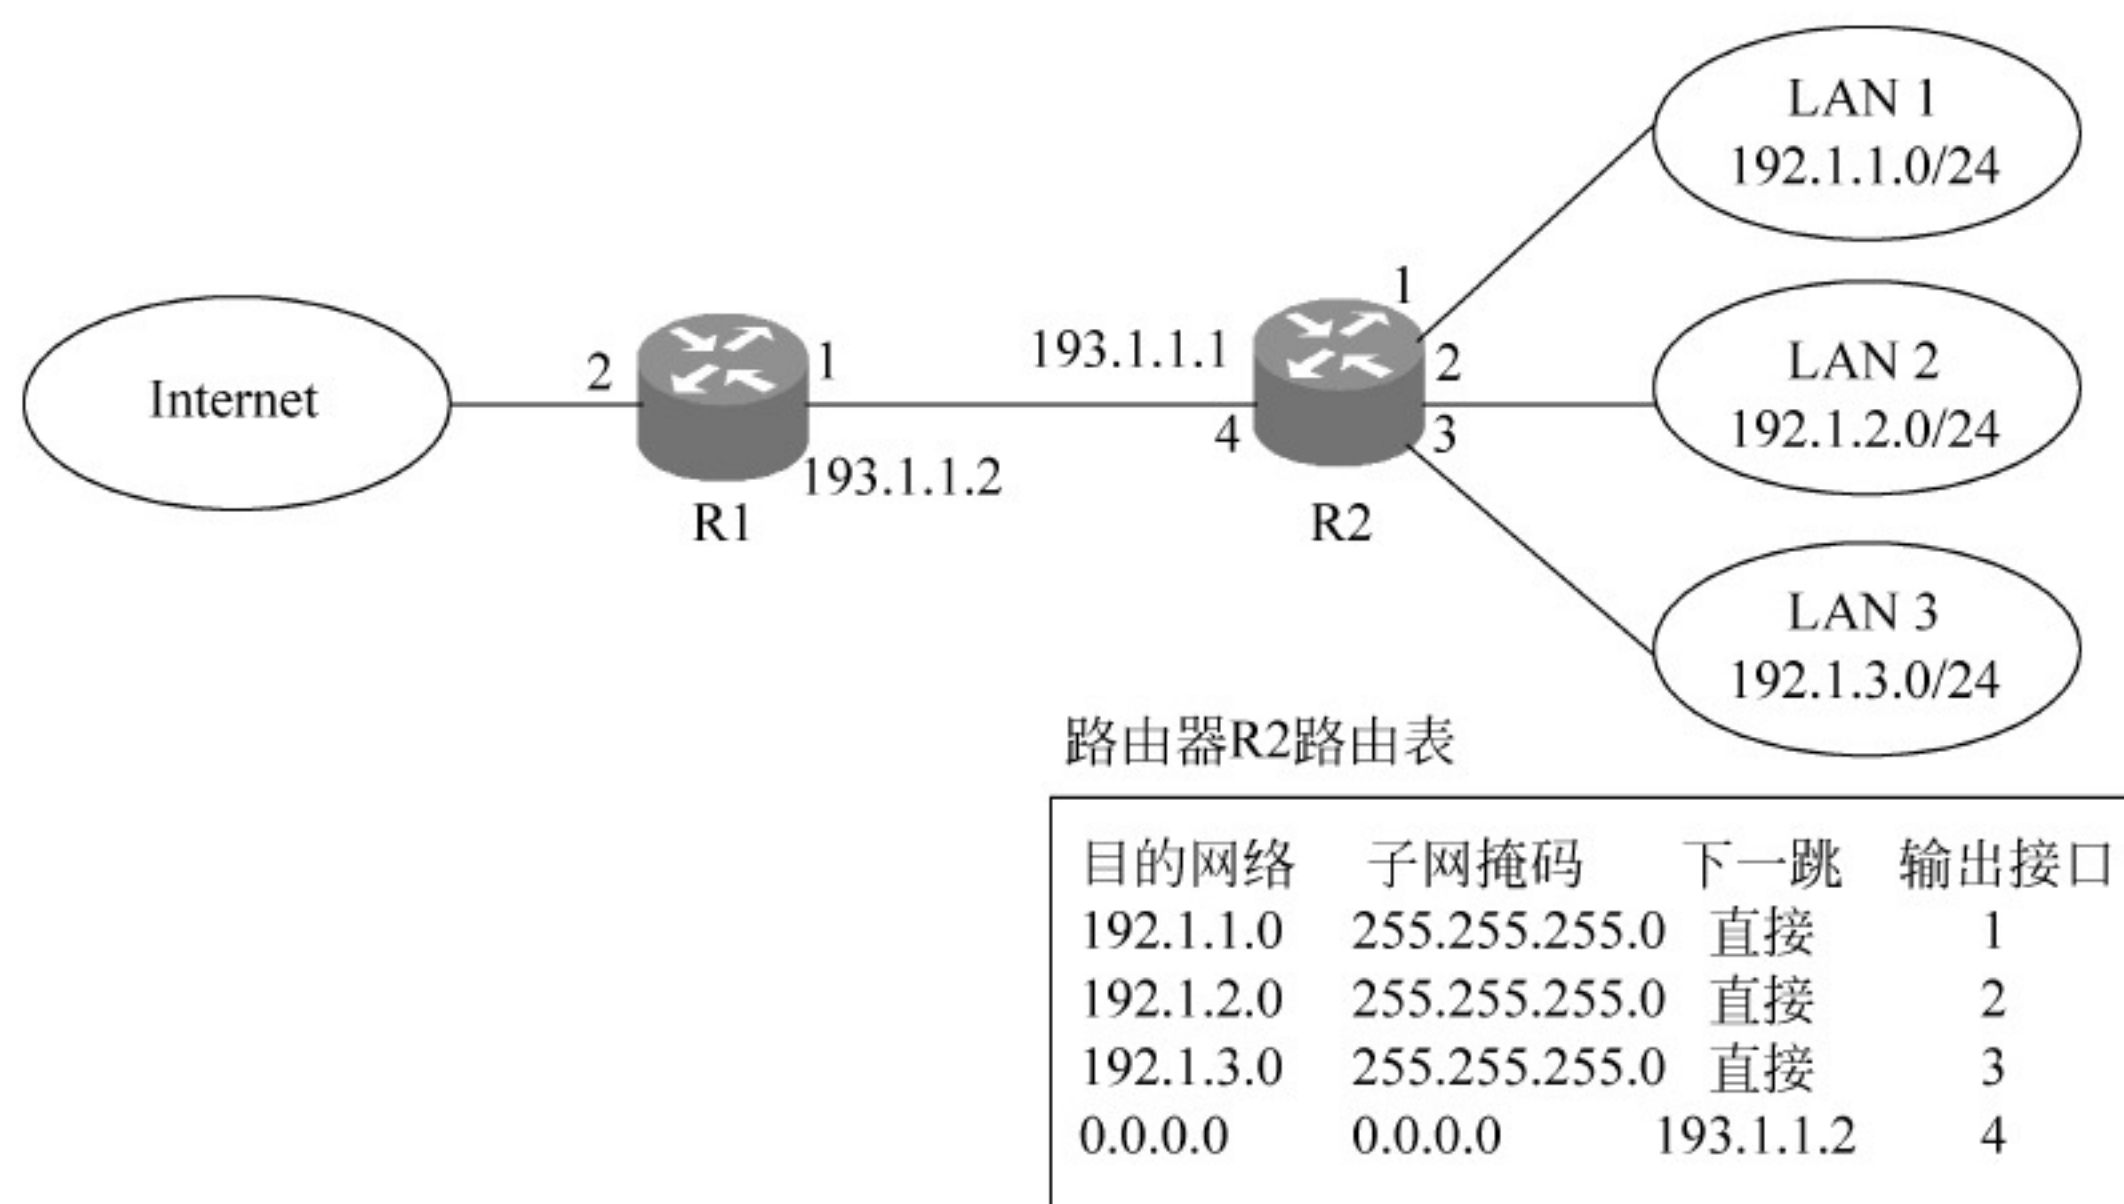 LAN 1
192.1.1.0/24
1
193.1.1.1
2
1
2
LAN 2
192.1.2.0/24
Internet
4
3
193.1.1.2
R1
R2
LAN 3
192.1.3.0/24
路由器R2路由表
目的网络 子网掩码 下一跳 输出接口
192.1.1.0 255.255.255.0 直接 1
192.1.2.0 255.255.255.0 直接 2
192.1.3.0 255.255.255.0 直接 3
0.0.0.0 0.0.0.0 193.1.1.2 4